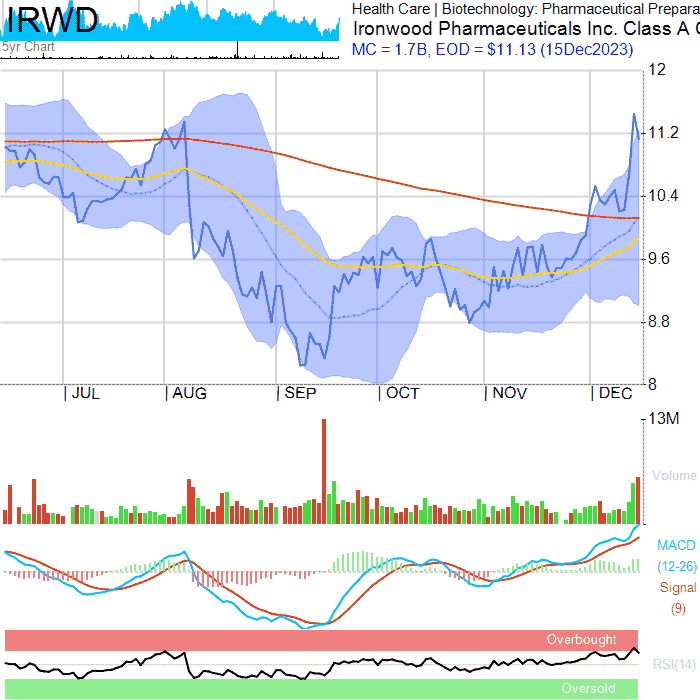 IRWD
5yr Chart
Health Care | Biotechnology: Pharmaceutical Prepara
Ironwood Pharmaceuticals Inc. Class A
MC = 1.7B, EOD = $11.13 (15Dec2023)
12
11.2
10.4
9.6
8.8
8
| JUL | AUG | SEP | OCT | NOV | DEC
13M
Volume
MACD
(12-26)
Signal
(9)
Overbought
RSI(14)
Oversold